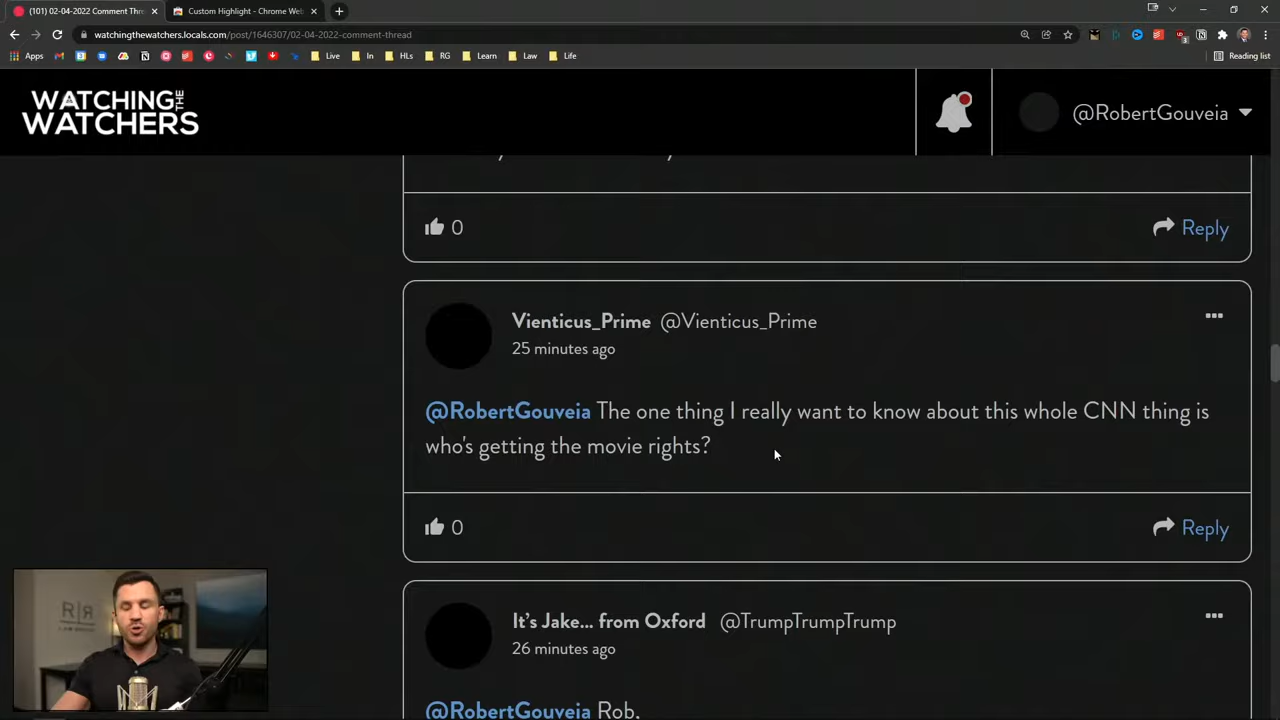 (101) 02-04-2022 Comment Thre
Custom Highlight - Chrome Web
watchingthewatchers.locals.com/post/1646307/02-04-2022-comment-thread
Apps
Live
In
HLs
RG
Learn
Law
Life
Reading list
WATCHING THE
WATCHERS
@RobertGouveia
0
Reply
Vienticus_Prime @Vienticus_Prime
25 minutes ago
@RobertGouveia The one thing I really want to know about this whole CNN thing is
who's getting the movie rights?
0
Reply
It's Jake... from Oxford @TrumpTrumpTrump
26 minutes ago
@RobertGouveia Rob,
R|R